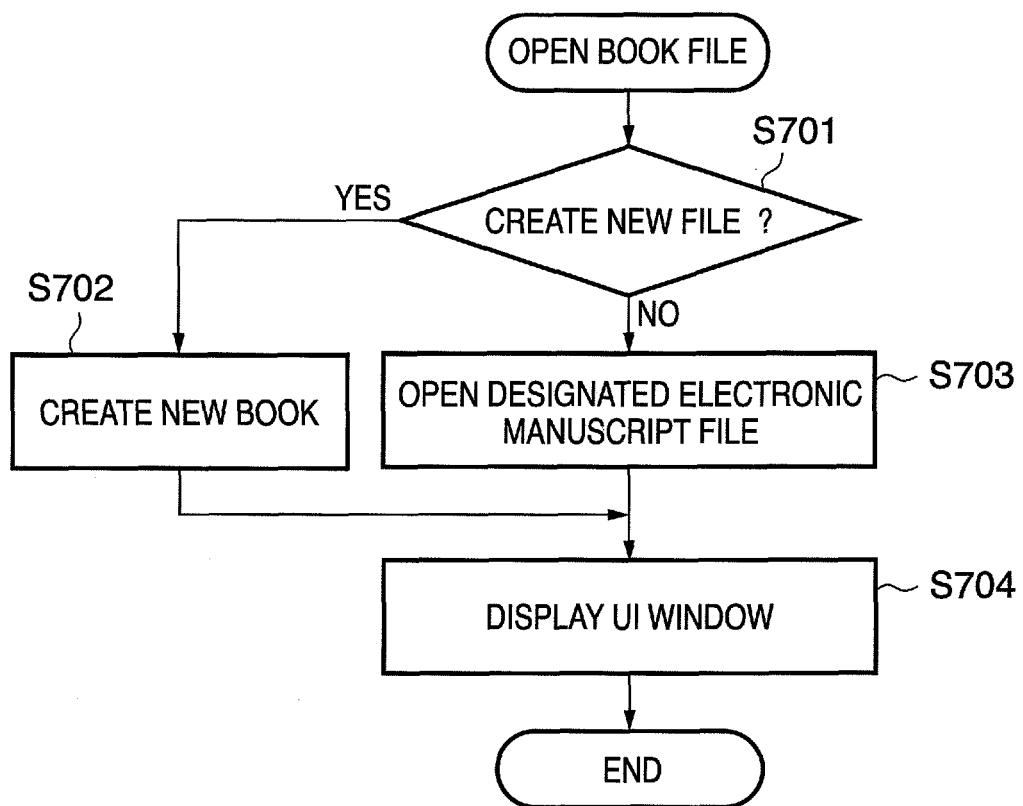 OPEN BOOK FILE
S701
YES
CREATE NEW FILE ?
S702
NO
CREATE NEW BOOK
OPEN DESIGNATED ELECTRONIC
MANUSCRIPT FILE
S703
DISPLAY UI WINDOW
S704
END